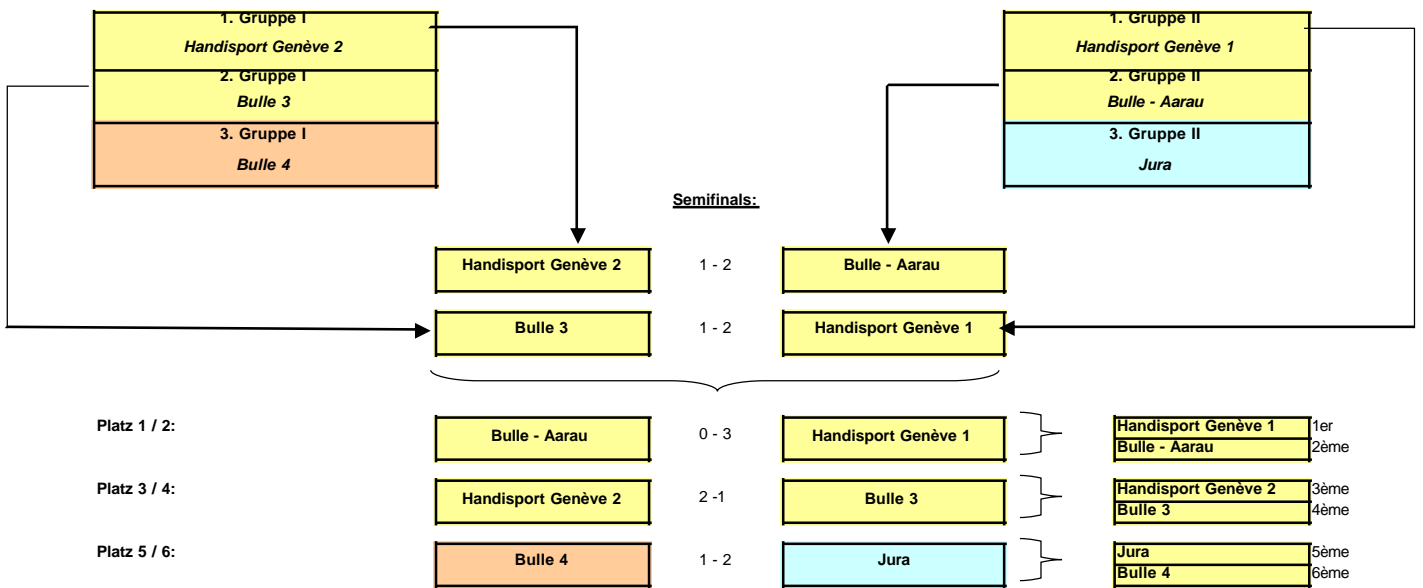 1. Gruppe I
Handisport Genève 2
2. Gruppe I
Bulle 3
3. Gruppe I
Bulle 4
1. Gruppe II
Handisport Genève 1
2. Gruppe II
Bulle - Aarau
3. Gruppe II
Jura
Semifinals:
Handisport Genève 2 1 - 2 Bulle - Aarau
Bulle 3 1 - 2 Handisport Genève 1
Platz 1 / 2: Bulle - Aarau 0 - 3 Handisport Genève 1
Handisport Genève 1 1er
Bulle - Aarau 2ème
Platz 3 / 4: Handisport Genève 2 2 -1 Bulle 3
Handisport Genève 2 3ème
Bulle 3 4ème
Platz 5 / 6: Bulle 4 1 - 2 Jura
Jura 5ème
Bulle 4 6ème